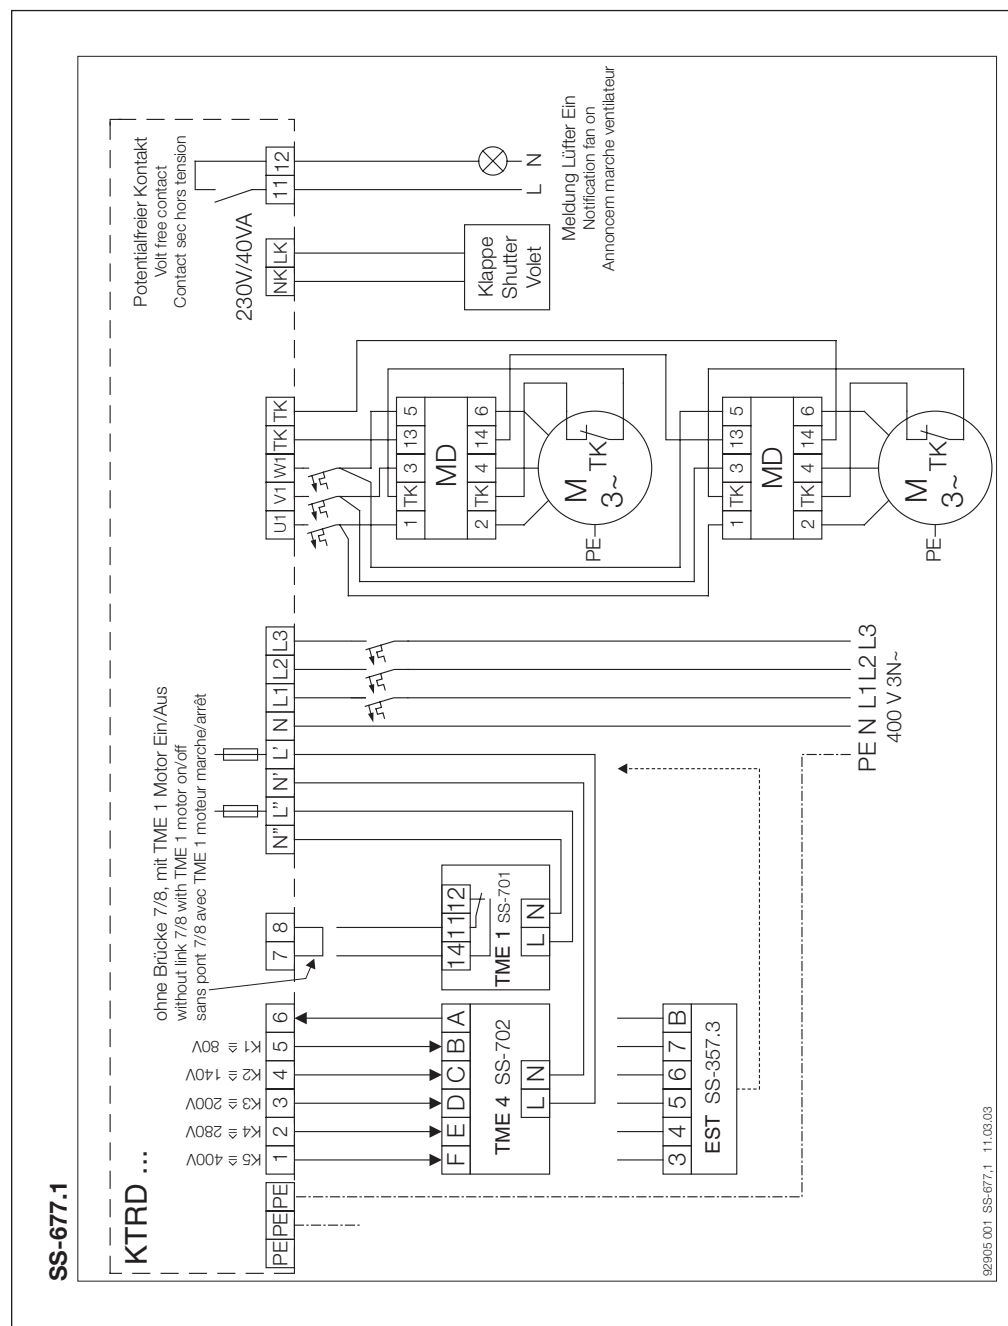 SS-677.1
KTRD ...
PE PE PE
1 2 3 4 5 6
K5 ≙ 400V
K4 ≙ 280V
K3 ≙ 200V
K2 ≙ 140V
K1 ≙ 80V
7 8
ohne Brücke 7/8, mit TME 1 Motor Ein/Aus
without link 7/8 with TME 1 motor on/off
sans pont 7/8 avec TME 1 moteur marche/arrêt
N" L" N' L' N L1 L2 L3
U1 V1 W1 TK TK
230V/40VA
NK LK
11 12
Potentialfreier Kontakt
Volt free contact
Contact sec hors tension
F E D C B A
TME 4 SS-702
L N
14 11 12
TME 1 SS-701
L N
3 4 5 6 7 B
EST SS-357.3
PE N L1 L2 L3
400 V 3N~
1 TK 3 13 5
MD
2 TK 4 14 6
M
3~
TK
PE
1 TK 3 13 5
MD
2 TK 4 14 6
M
3~
TK
PE
Klappe
Shutter
Volet
L N
Meldung Lüfter Ein
Notification fan on
Annoncem marche ventilateur
92905 001 SS-677,1 11.03.03